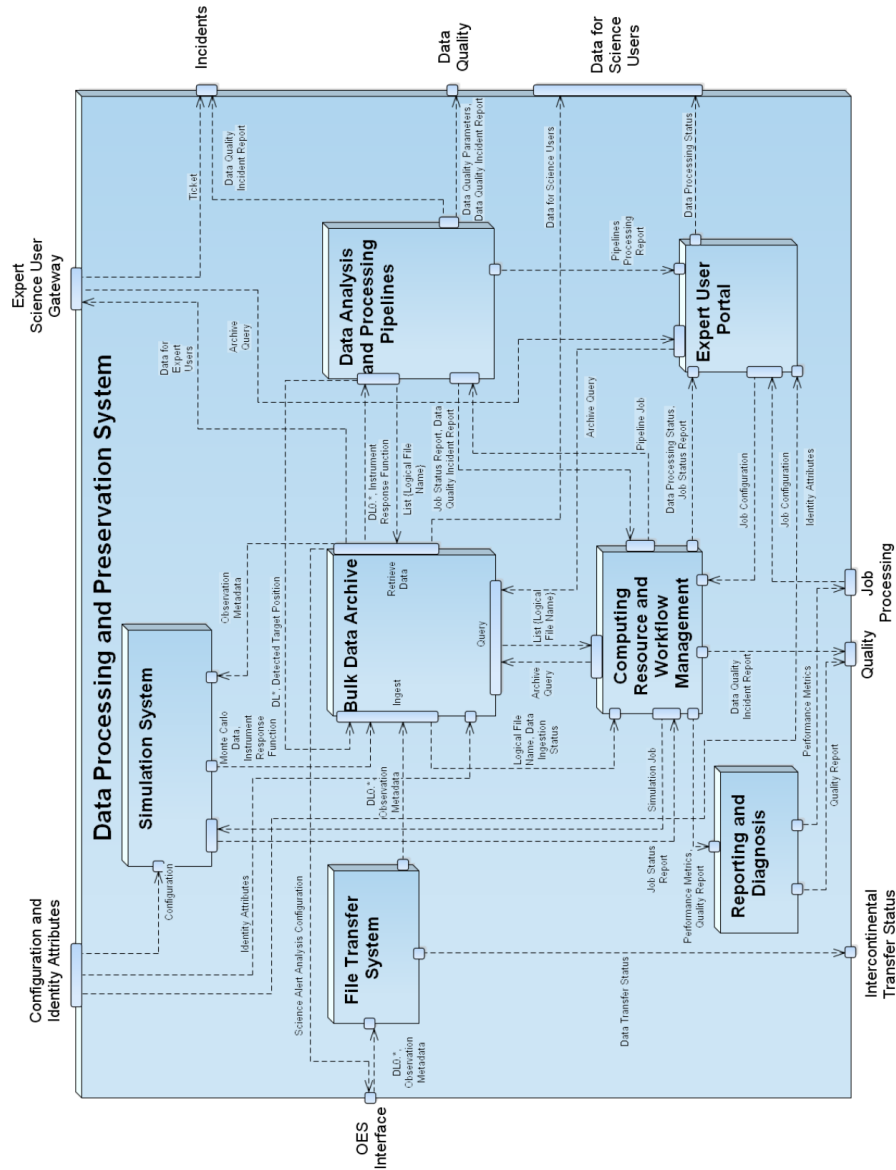 Configuration and
Identity Attributes
Expert
Science User
Gateway
Data Processing and Preservation System
Incidents
Ticket
Data Quality
Incident Report
Data for
Expert
Users
Archive
Query
Configuration
Simulation System
Observation
Metadata
Monte Carlo
Data,
Instrument
Response
Function
Identity Attributes
DL*, Detected Target Position
Science Alert Analysis Configuration
OES
Interface
DL0.*,
Observation
Metadata
File Transfer
System
DL0.*,
Observation
Metadata
Bulk Data Archive
Ingest
Retrieve
Data
Query
DL0.*, Instrument
Response Function
List {Logical File
Name}
Data Analysis
and Processing
Pipelines
Data Quality Parameters,
Data Quality Incident Report
Data
Quality
Job Status Report, Data
Quality Incident Report
Data for Science Users
Data for
Science
Users
Logical File
Name, Data
Ingestion
Status
Archive
Query
List {Logical
File Name}
Archive Query
Pipeline Job
Pipelines
Processing
Report
Simulation Job
Job Status
Report
Computing
Resource and
Workflow
Management
Data Processing Status,
Job Status Report
Expert User
Portal
Data Processing Status
Data Transfer Status
Performance Metrics,
Quality Report
Reporting and
Diagnosis
Data Quality
Incident Report
Job Configuration
Job Configuration
Identity Attributes
Performance Metrics
Quality Report
Intercontinental
Transfer Status
Quality
Job
Processing